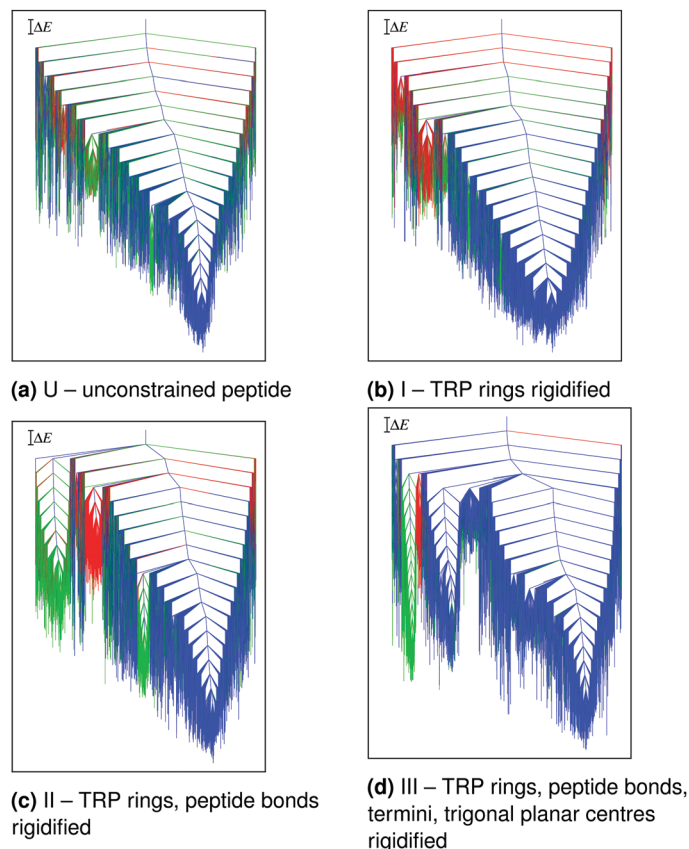 ΔE
ΔE
(a) U – unconstrained peptide
(b) I – TRP rings rigidified
ΔE
ΔE
(c) II – TRP rings, peptide bonds
rigidified
(d) III – TRP rings, peptide bonds,
termini, trigonal planar centres
rigidified